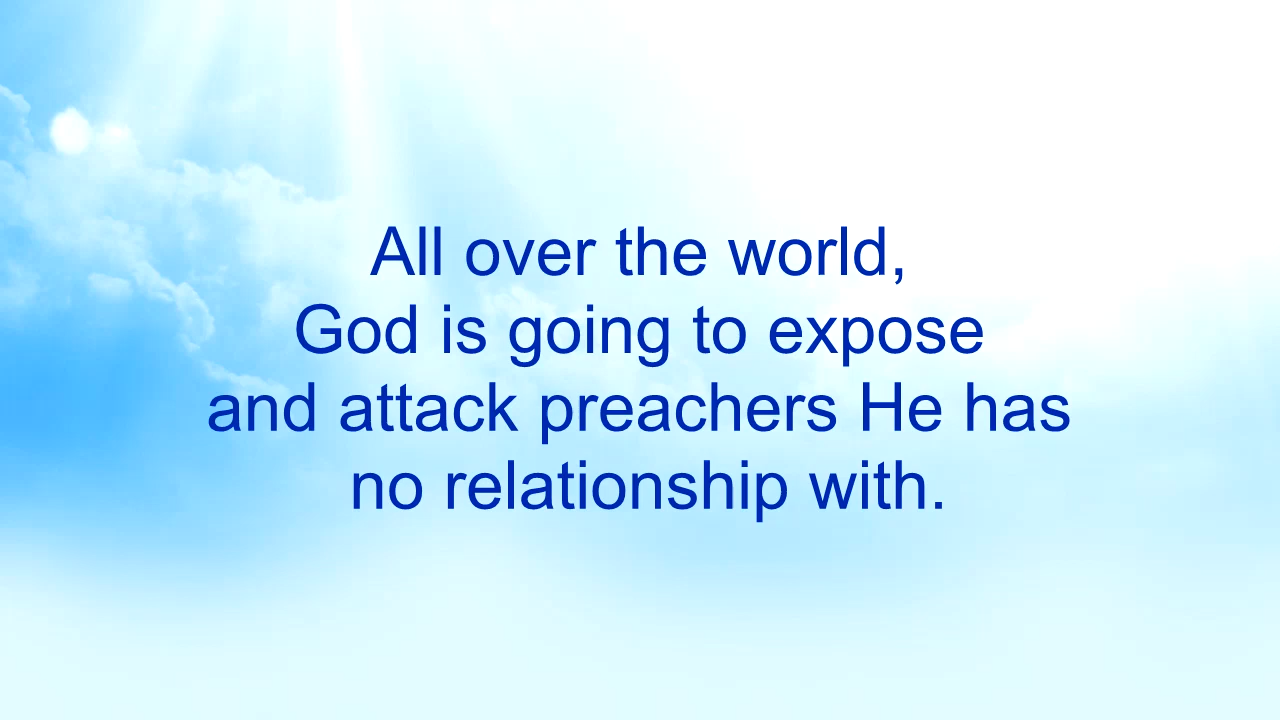 All over the world,
God is going to expose
and attack preachers He has
no relationship with.